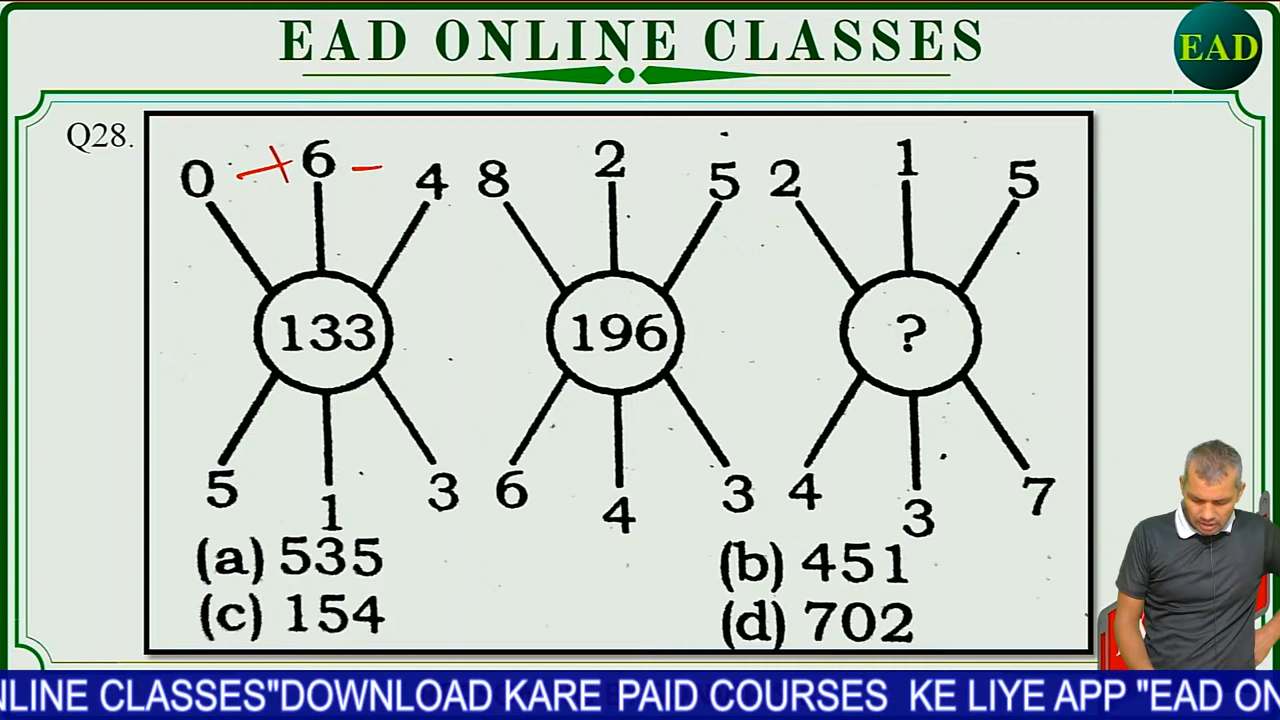 EAD ONLINE CLASSES
EAD
Q28.
0 6 4 8 2 5 2 1 5
133 196 ?
5 1 3 6 4 3 4 3 7
(a) 535 (b) 451
(c) 154 (d) 702
NLINE CLASSES"DOWNLOAD KARE PAID COURSES KE LIYE APP "EAD ON